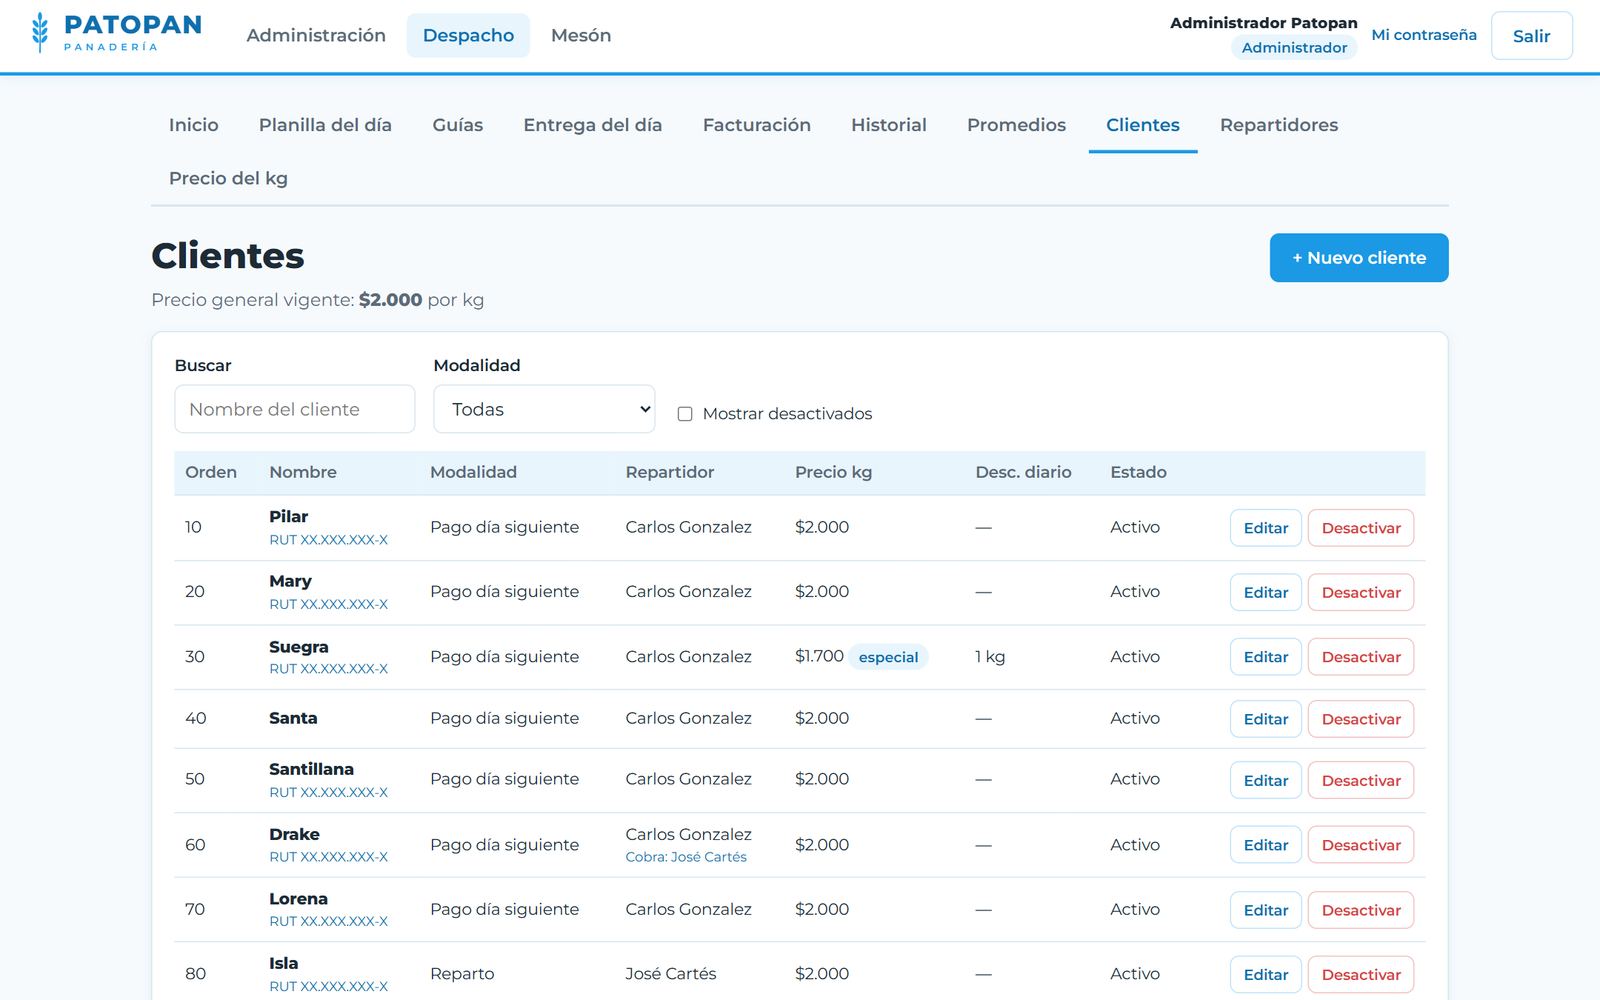 PATOPAN
PANADERÍA
Administración Despacho Mesón
Administrador Patopan
Administrador
Mi contraseña
Salir
Inicio Planilla del día Guías Entrega del día Facturación Historial Promedios Clientes Repartidores
Precio del kg
Clientes
+ Nuevo cliente
Precio general vigente: $2.000 por kg
Buscar Modalidad
Nombre del cliente Todas Mostrar desactivados
Orden Nombre Modalidad Repartidor Precio kg Desc. diario Estado
10 Pilar Pago día siguiente Carlos Gonzalez $2.000 — Activo Editar Desactivar
RUT XX.XXX.XXX-X
20 Mary Pago día siguiente Carlos Gonzalez $2.000 — Activo Editar Desactivar
RUT XX.XXX.XXX-X
30 Suegra Pago día siguiente Carlos Gonzalez $1.700 especial 1 kg Activo Editar Desactivar
RUT XX.XXX.XXX-X
40 Santa Pago día siguiente Carlos Gonzalez $2.000 — Activo Editar Desactivar
50 Santillana Pago día siguiente Carlos Gonzalez $2.000 — Activo Editar Desactivar
RUT XX.XXX.XXX-X
60 Drake Pago día siguiente Carlos Gonzalez $2.000 — Activo Editar Desactivar
RUT XX.XXX.XXX-X Cobra: José Cartés
70 Lorena Pago día siguiente Carlos Gonzalez $2.000 — Activo Editar Desactivar
RUT XX.XXX.XXX-X
80 Isla Reparto José Cartés $2.000 — Activo Editar Desactivar
RUT XX.XXX.XXX-X